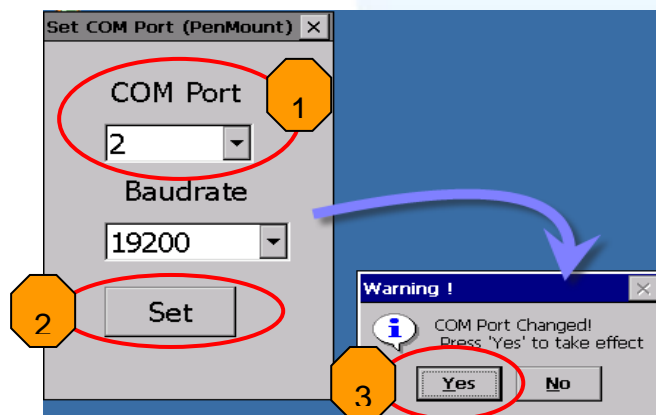 Set COM Port (PenMount)
COM Port
1
2
Baudrate
19200
2
Set
Warning !
COM Port Changed!
Press 'Yes' to take effect
3
Yes
No